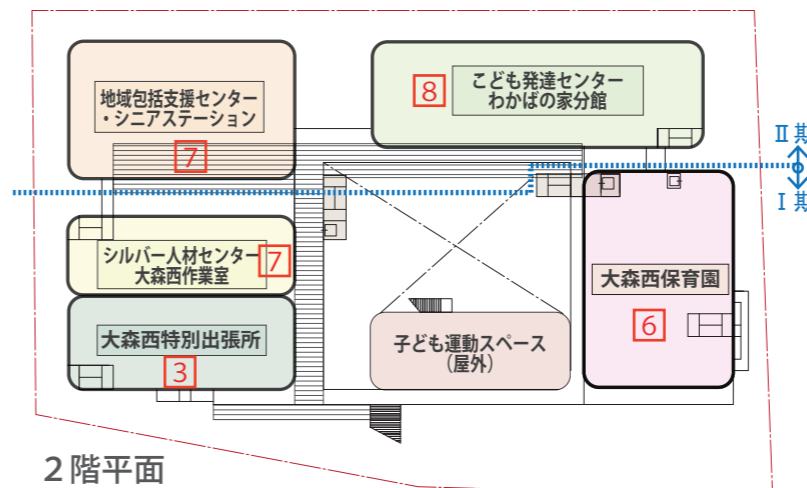 地域包括支援センター
・シニアステーション
7
8
こども発達センター
わかばの家分館
Ⅱ期
Ⅰ期
シルバー人材センター
大森西作業室
7
大森西保育園
6
大森西特別出張所
3
子ども運動スペース
（屋外）
２階平面